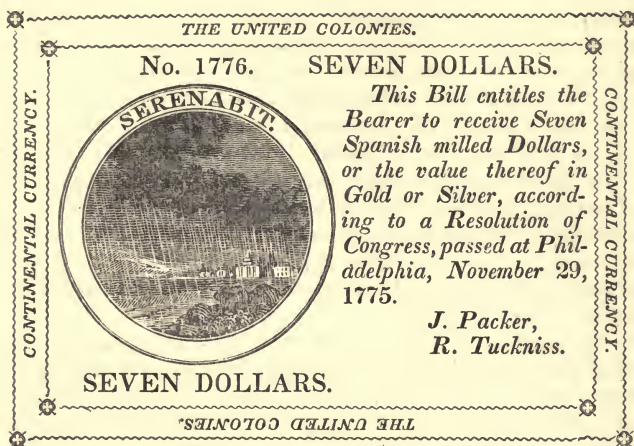 THE UNITED COLONIES.
CONTINENTAL CURRENCY.
No. 1776. SEVEN DOLLARS.
SERENABIT.
This Bill entitles the
Bearer to receive Seven
Spanish milled Dollars,
or the value thereof in
Gold or Silver, accord-
ing to a Resolution of
Congress, passed at Phil-
adelphia, November 29,
1775.
J. Packer,
R. Tuckniss.
SEVEN DOLLARS.
CONTINENTAL CURRENCY.
THE UNITED COLONIES.